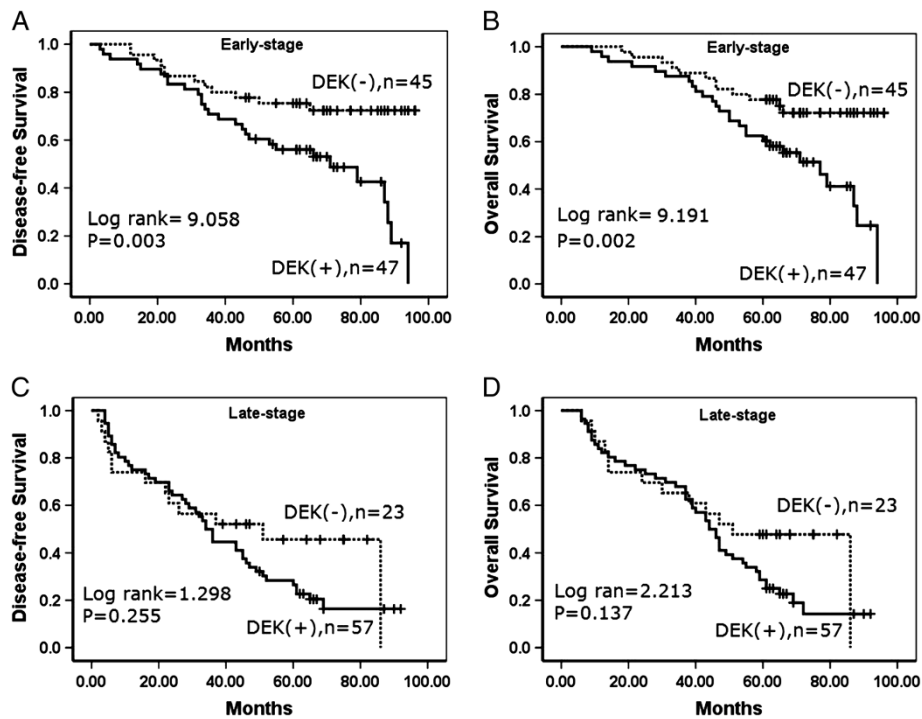 A
Early-stage
Disease-free Survival
1.0
0.8
0.6
0.4
0.2
0.0
DEK(-),n=45
Log rank= 9.058
P=0.003
DEK(+),n=47
0.00 20.00 40.00 60.00 80.00 100.00
Months
B
Early-stage
Overall Survival
1.0
0.8
0.6
0.4
0.2
0.0
DEK(-),n=45
Log rank= 9.191
P=0.002
DEK(+),n=47
0.00 20.00 40.00 60.00 80.00 100.00
Months
C
Late-stage
Disease-free Survival
1.0
0.8
0.6
0.4
0.2
0.0
DEK(-),n=23
Log rank=1.298
P=0.255
DEK(+),n=57
0.00 20.00 40.00 60.00 80.00 100.00
Months
D
Late-stage
Overall Survival
1.0
0.8
0.6
0.4
0.2
0.0
DEK(-),n=23
Log ran=2.213
P=0.137
DEK(+),n=57
0.00 20.00 40.00 60.00 80.00 100.00
Months